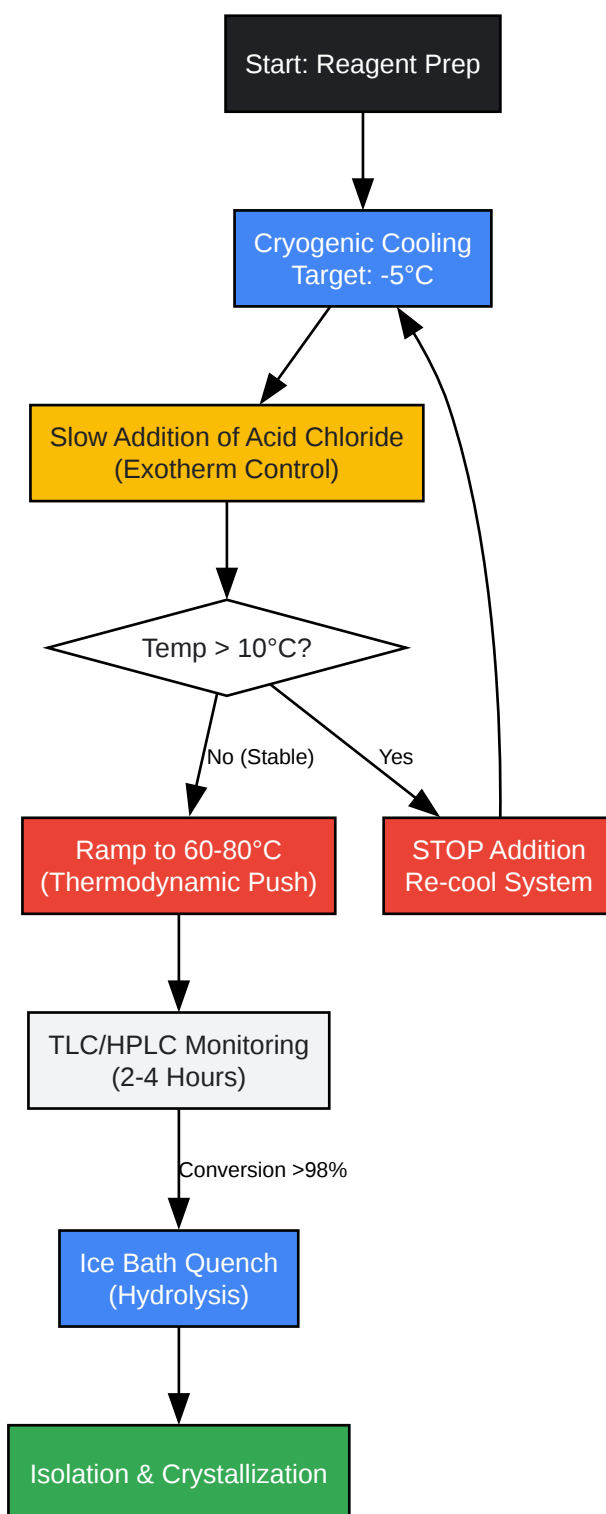 Start: Reagent Prep
Cryogenic Cooling
Target: -5°C
Slow Addition of Acid Chloride
(Exotherm Control)
Temp > 10°C?
No (Stable)
Yes
Ramp to 60-80°C
(Thermodynamic Push)
STOP Addition
Re-cool System
TLC/HPLC Monitoring
(2-4 Hours)
Conversion >98%
Ice Bath Quench
(Hydrolysis)
Isolation & Crystallization